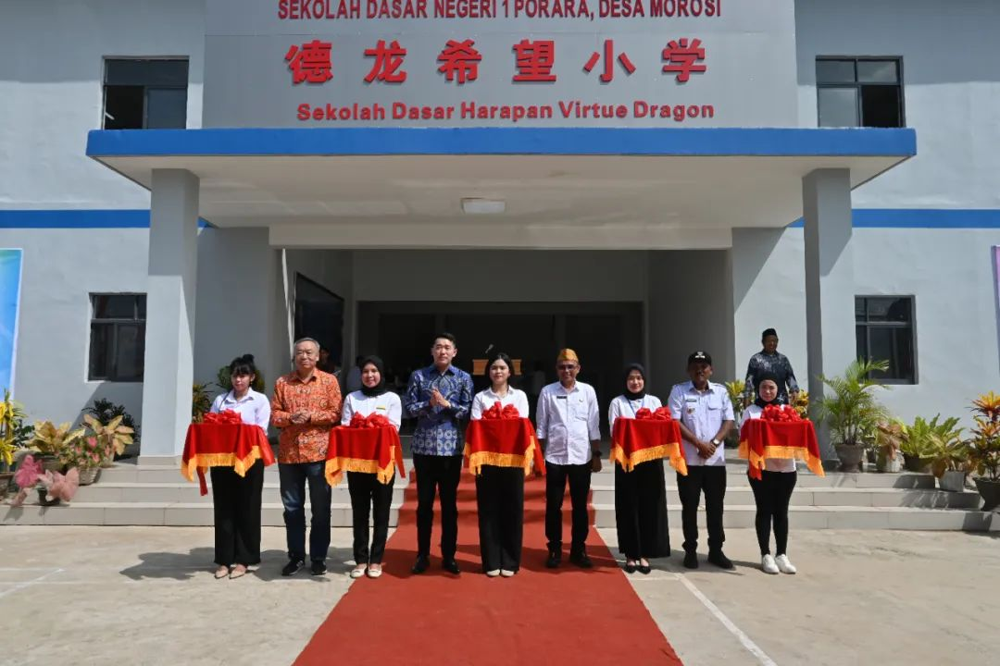 SEKOLAH DASAR NEGERI 1 PORARA, DESA MOROSI
德龙希望小学
Sekolah Dasar Harapan Virtue Dragon